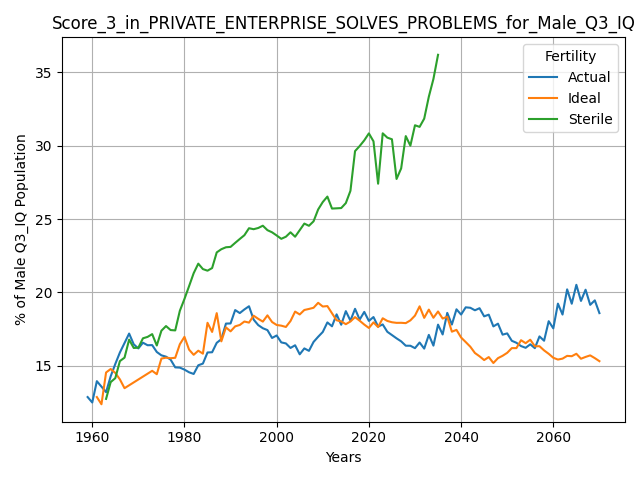 Score_3_in_PRIVATE_ENTERPRISE_SOLVES_PROBLEMS_for_Male_Q3_IQ
Fertility
Actual
Ideal
Sterile
% of Male Q3_IQ Population
35
30
25
20
15
1960 1980 2000 2020 2040 2060
Years